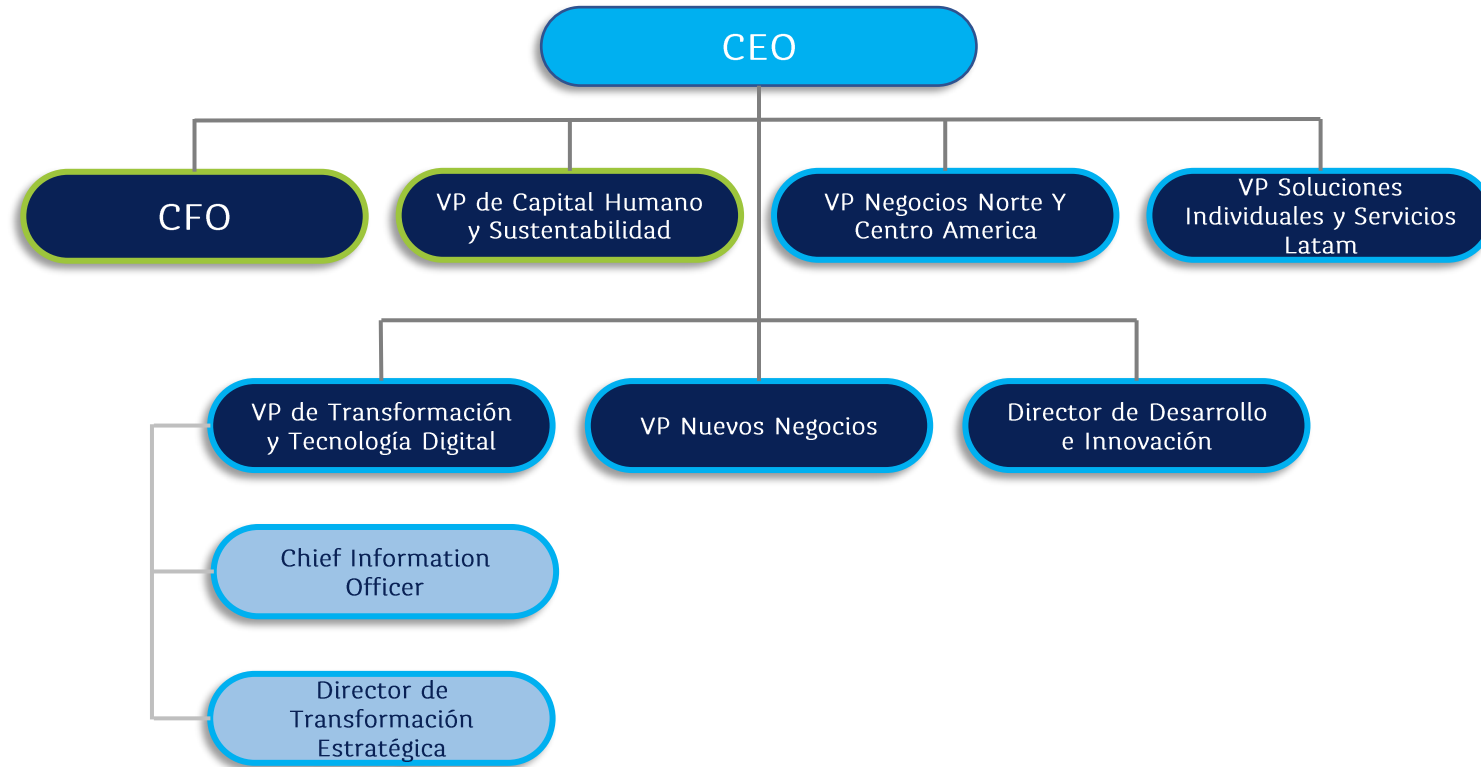 CEO
CFO
VP de Capital Humano
y Sustentabilidad
VP Negocios Norte Y
Centro America
VP Soluciones
Individuales y Servicios
Latam
VP de Transformación
y Tecnología Digital
VP Nuevos Negocios
Director de Desarrollo
e Innovación
Chief Information
Officer
Director de
Transformación
Estratégica